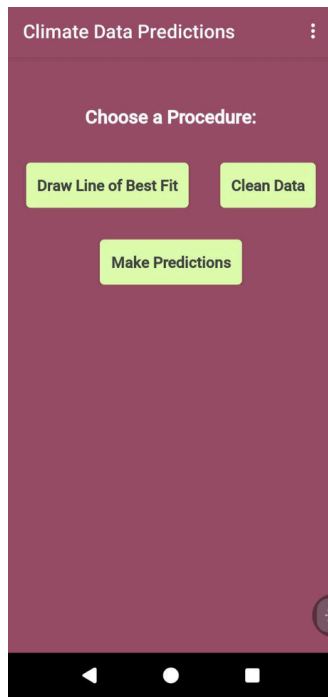 Climate Data Predictions
Choose a Procedure:
Draw Line of Best Fit
Clean Data
Make Predictions